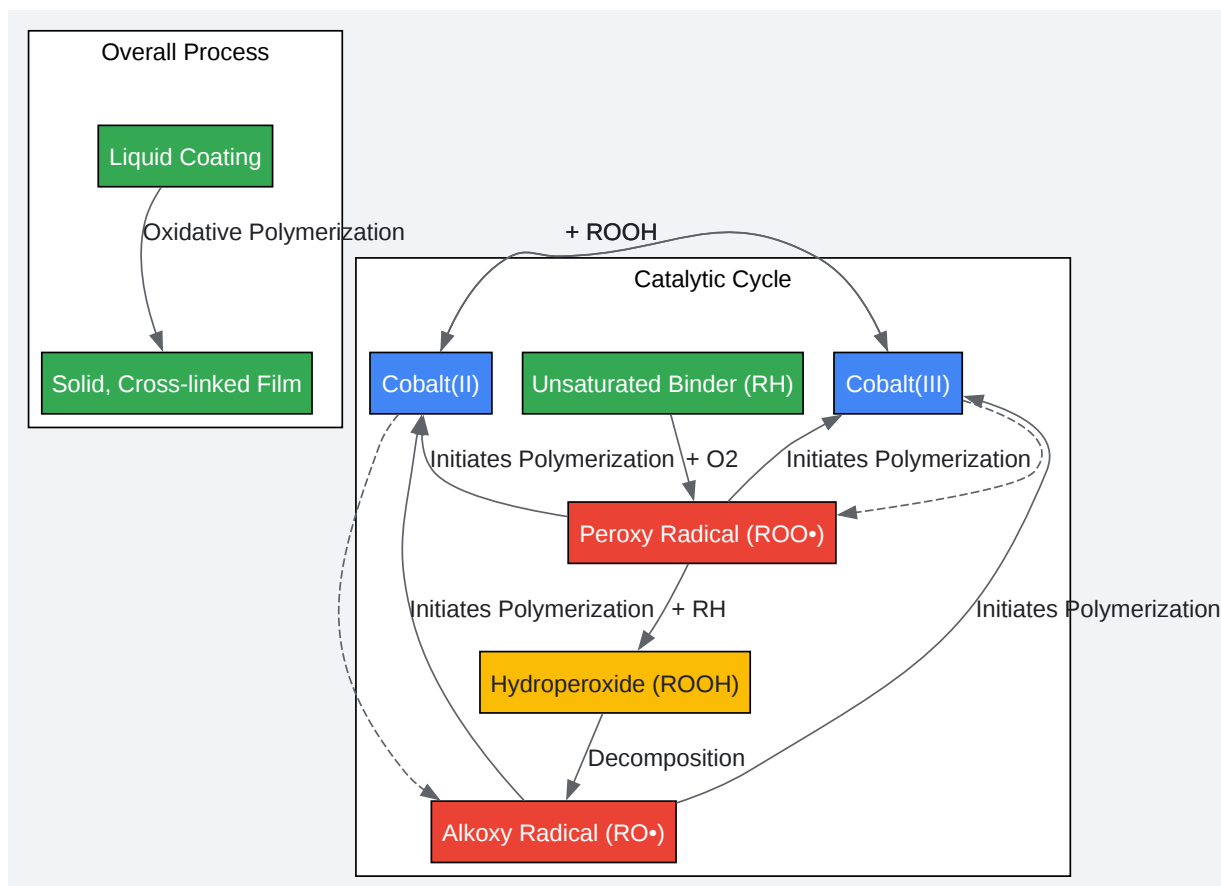 Overall Process
Liquid Coating
Oxidative Polymerization
Solid, Cross-linked Film
+ ROOH
Catalytic Cycle
Cobalt(II)
Unsaturated Binder (RH)
Cobalt(III)
Initiates Polymerization
+ O2
Initiates Polymerization
Peroxy Radical (ROO•)
Initiates Polymerization
+ RH
Initiates Polymerization
Hydroperoxide (ROOH)
Decomposition
Alkoxy Radical (RO•)